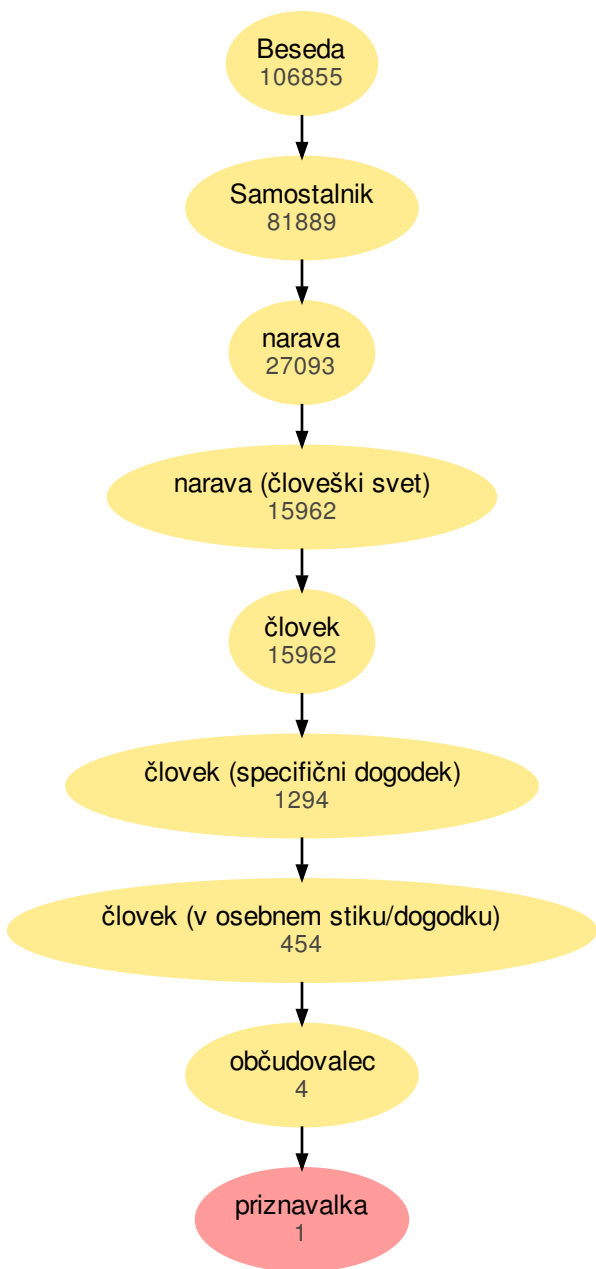 Beseda
106855
Samostalnik
81889
narava
27093
narava (človeški svet)
15962
človek
15962
človek (specifični dogodek)
1294
človek (v osebnem stiku/dogodku)
454
občudovalec
4
priznavalka
1